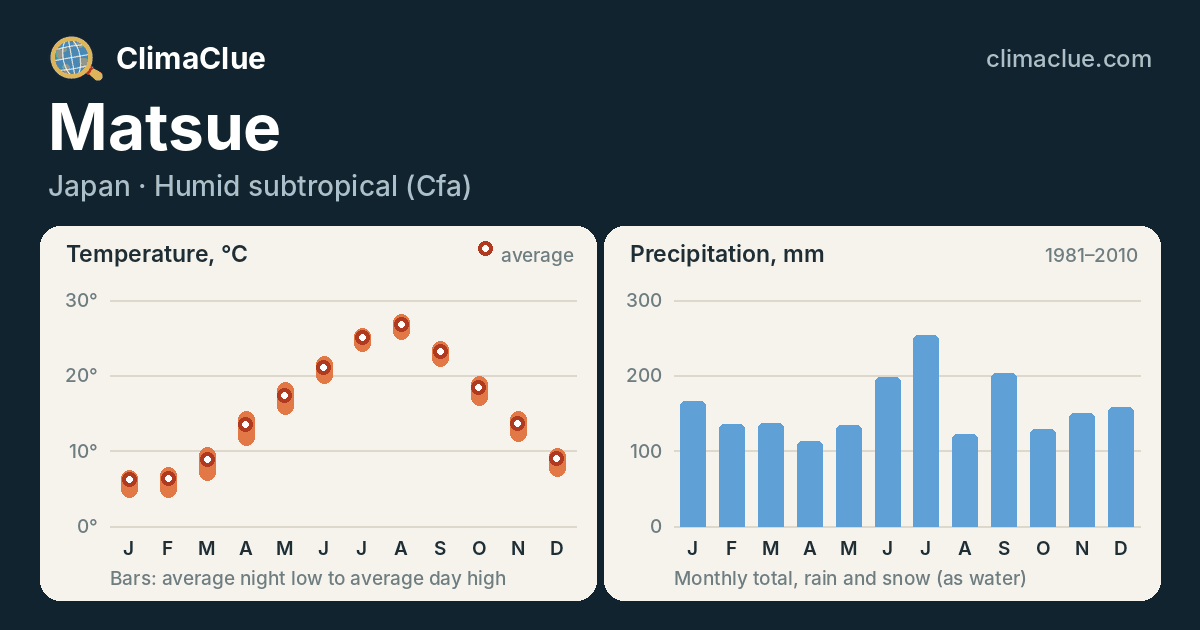 ClimaClue
climaclue.com
Matsue
Japan · Humid subtropical (Cfa)
Temperature, °C
average
30°
20°
10°
0°
J F M A M J J A S O N D
Bars: average night low to average day high
Precipitation, mm
1981–2010
300
200
100
0
J F M A M J J A S O N D
Monthly total, rain and snow (as water)